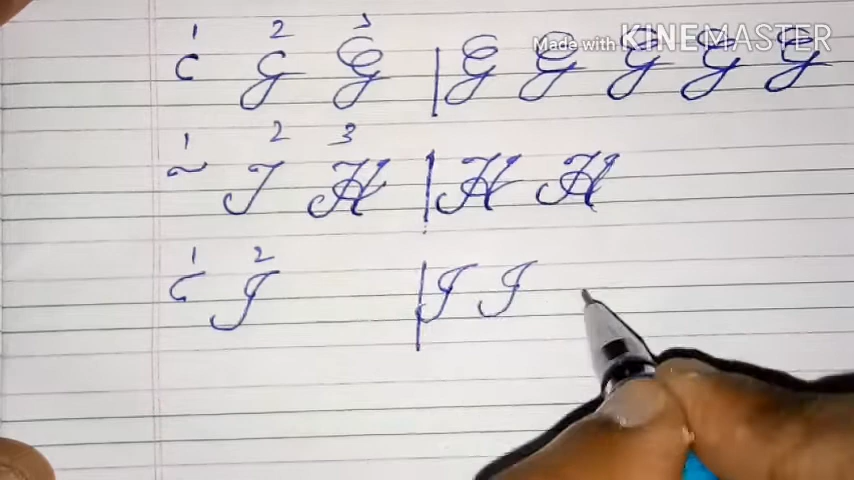 Made with KINEMASTER
1 2 3
C G G | G G G G G
1 2 3
~ I H | H H
1 2
C I | I I